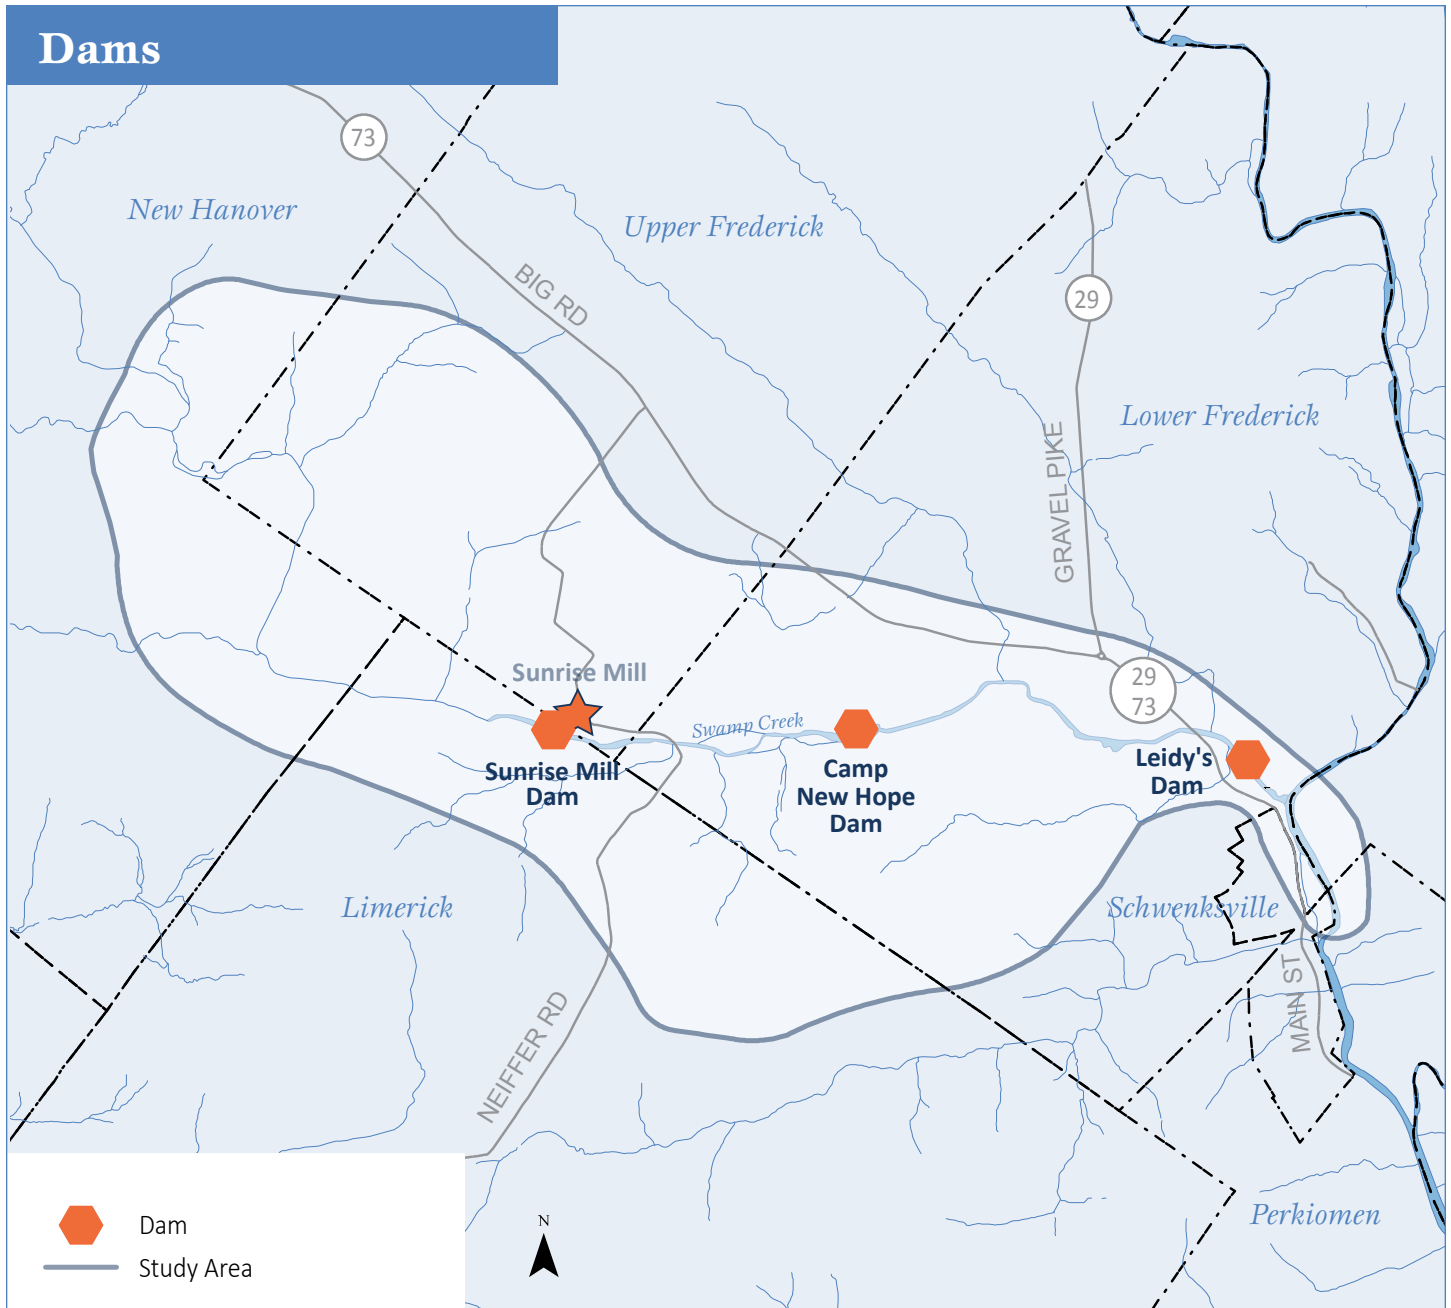 Dams
73
New Hanover
Upper Frederick
BIG RD
29
Lower Frederick
GRAVEL PIKE
Sunrise Mill
29
73
Swamp Creek
Sunrise Mill
Dam
Camp
New Hope
Dam
Leidy's
Dam
Limerick
Schwenksville
MAIN ST
NEIFFER RD
Perkiomen
N
Dam
Study Area